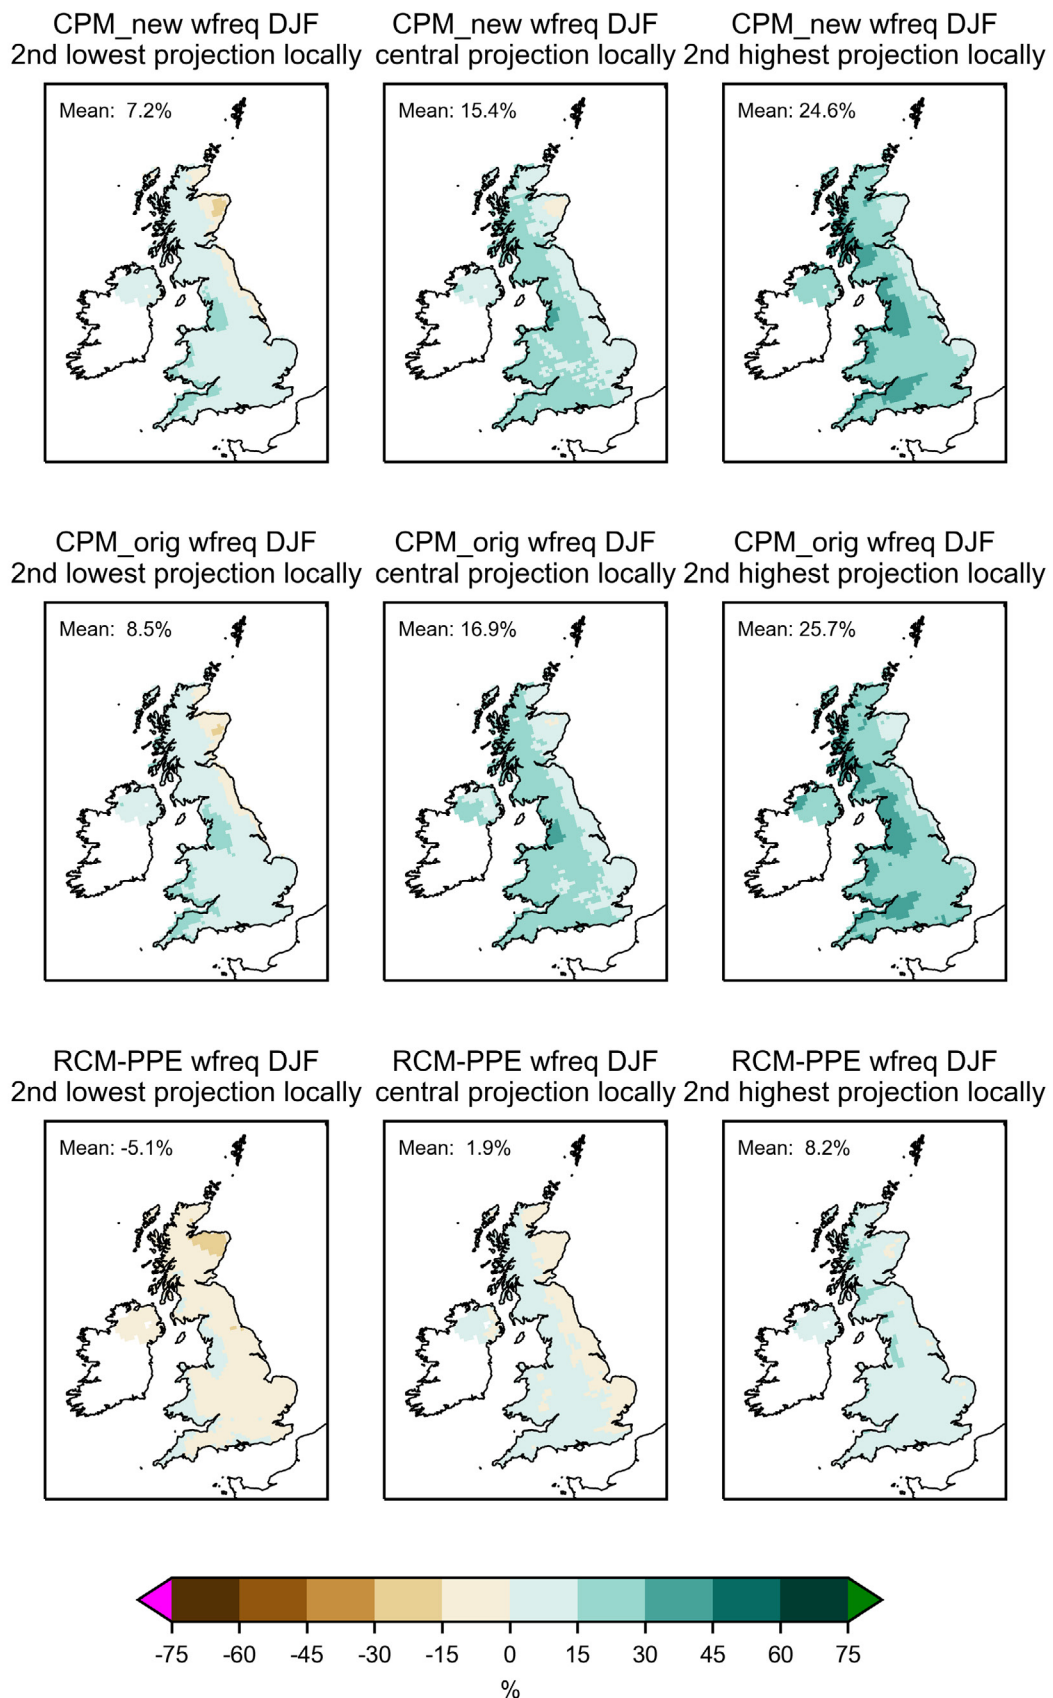 CPM_new wfreq DJF
2nd lowest projection locally
CPM_new wfreq DJF
central projection locally
CPM_new wfreq DJF
2nd highest projection locally
Mean: 7.2%
Mean: 15.4%
Mean: 24.6%
CPM_orig wfreq DJF
2nd lowest projection locally
CPM_orig wfreq DJF
central projection locally
CPM_orig wfreq DJF
2nd highest projection locally
Mean: 8.5%
Mean: 16.9%
Mean: 25.7%
RCM-PPE wfreq DJF
2nd lowest projection locally
RCM-PPE wfreq DJF
central projection locally
RCM-PPE wfreq DJF
2nd highest projection locally
Mean: -5.1%
Mean: 1.9%
Mean: 8.2%
-75 -60 -45 -30 -15 0 15 30 45 60 75
%